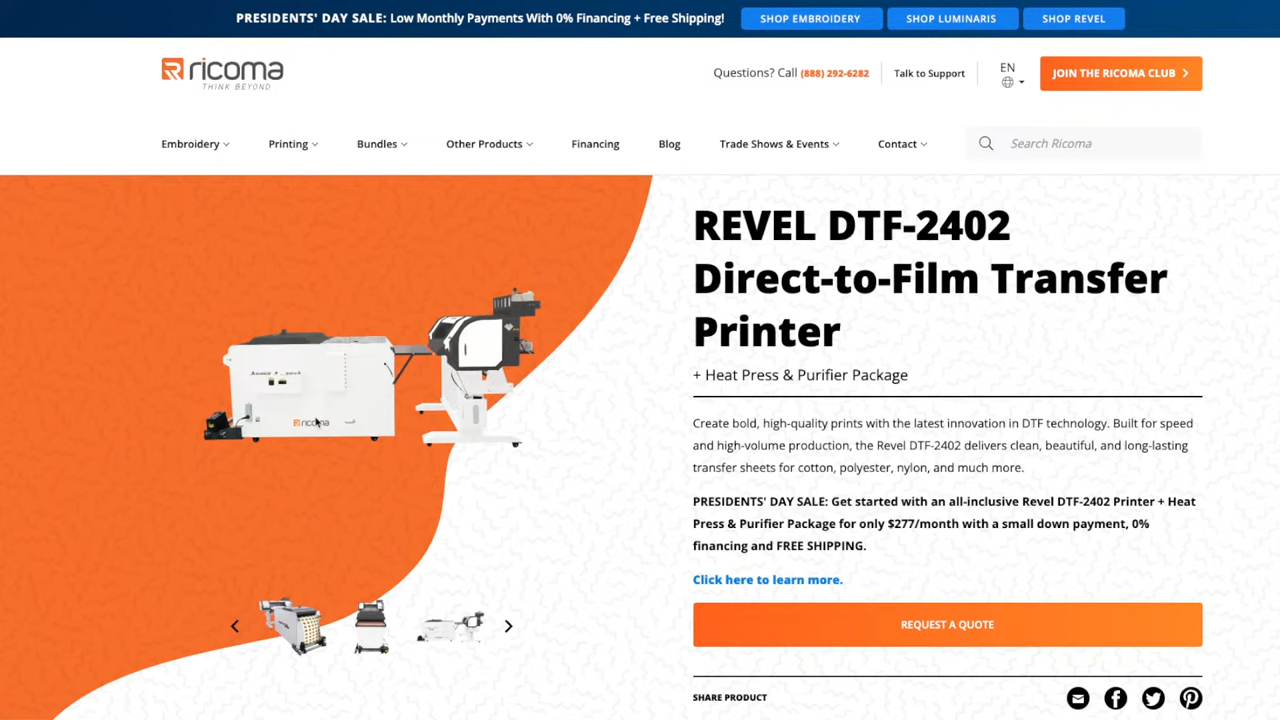 PRESIDENTS' DAY SALE: Low Monthly Payments With 0% Financing + Free Shipping!
SHOP EMBROIDERY
SHOP LUMINARIS
SHOP REVEL
ricoma
THINK BEYOND
Questions? Call (888) 292-6282
Talk to Support
EN
JOIN THE RICOMA CLUB
Embroidery
Printing
Bundles
Other Products
Financing
Blog
Trade Shows & Events
Contact
Search Ricoma
REVEL DTF-2402
Direct-to-Film Transfer
Printer
+ Heat Press & Purifier Package
Create bold, high-quality prints with the latest innovation in DTF technology. Built for speed
and high-volume production, the Revel DTF-2402 delivers clean, beautiful, and long-lasting
transfer sheets for cotton, polyester, nylon, and much more.
PRESIDENTS' DAY SALE: Get started with an all-inclusive Revel DTF-2402 Printer + Heat
Press & Purifier Package for only $277/month with a small down payment, 0%
financing and FREE SHIPPING.
Click here to learn more.
REQUEST A QUOTE
SHARE PRODUCT
ricoma